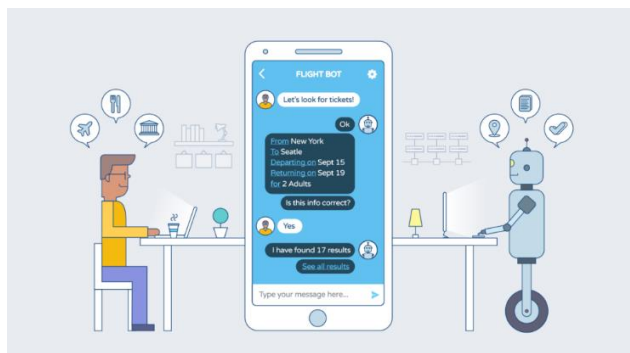 FLIGHT BOT
Let's look for tickets!
Ok
From New York
To Seatle
Departing on Sept 15
Returning on Sept 19
for 2 Adults
Is this info correct?
Yes
I have found 17 results
See all results
Type your message here...